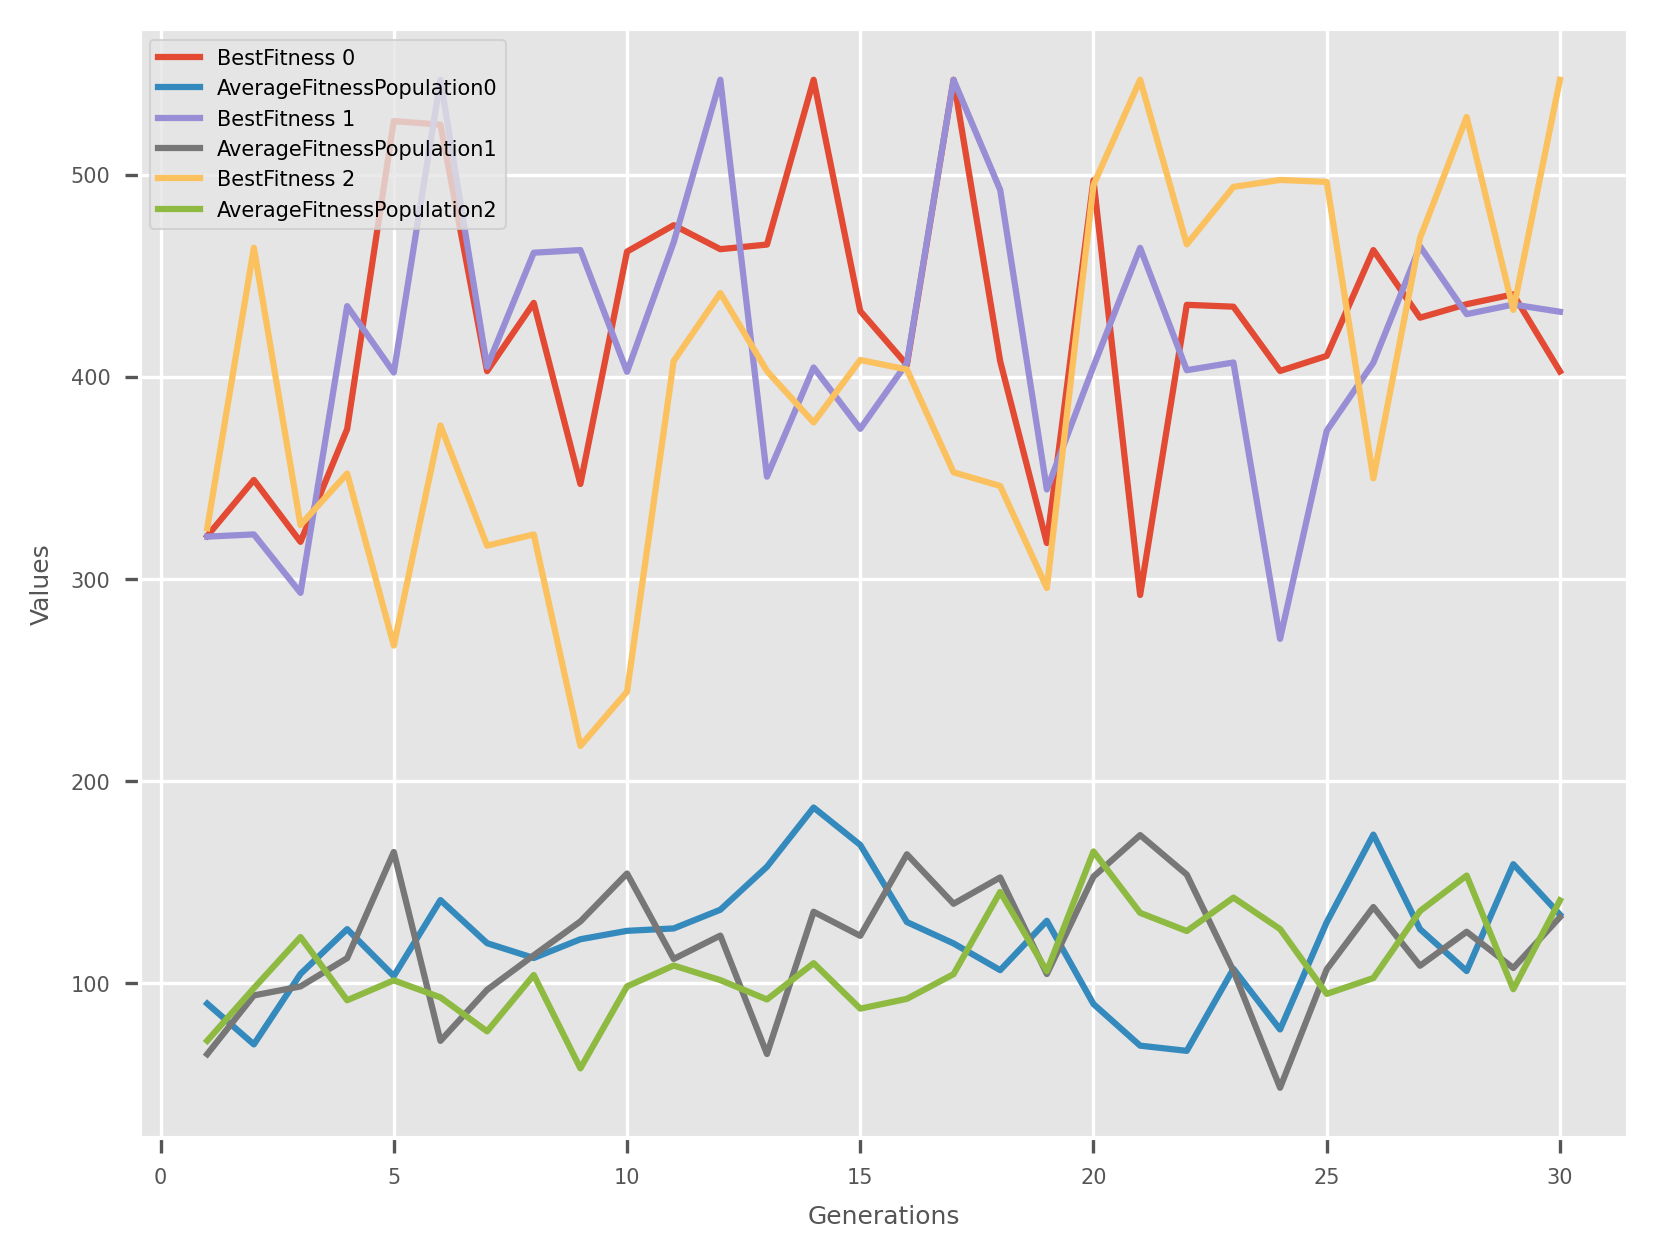 BestFitness 0
AverageFitnessPopulation0
BestFitness 1
AverageFitnessPopulation1
BestFitness 2
AverageFitnessPopulation2
500
400
300
200
100
Values
0 5 10 15 20 25 30
Generations